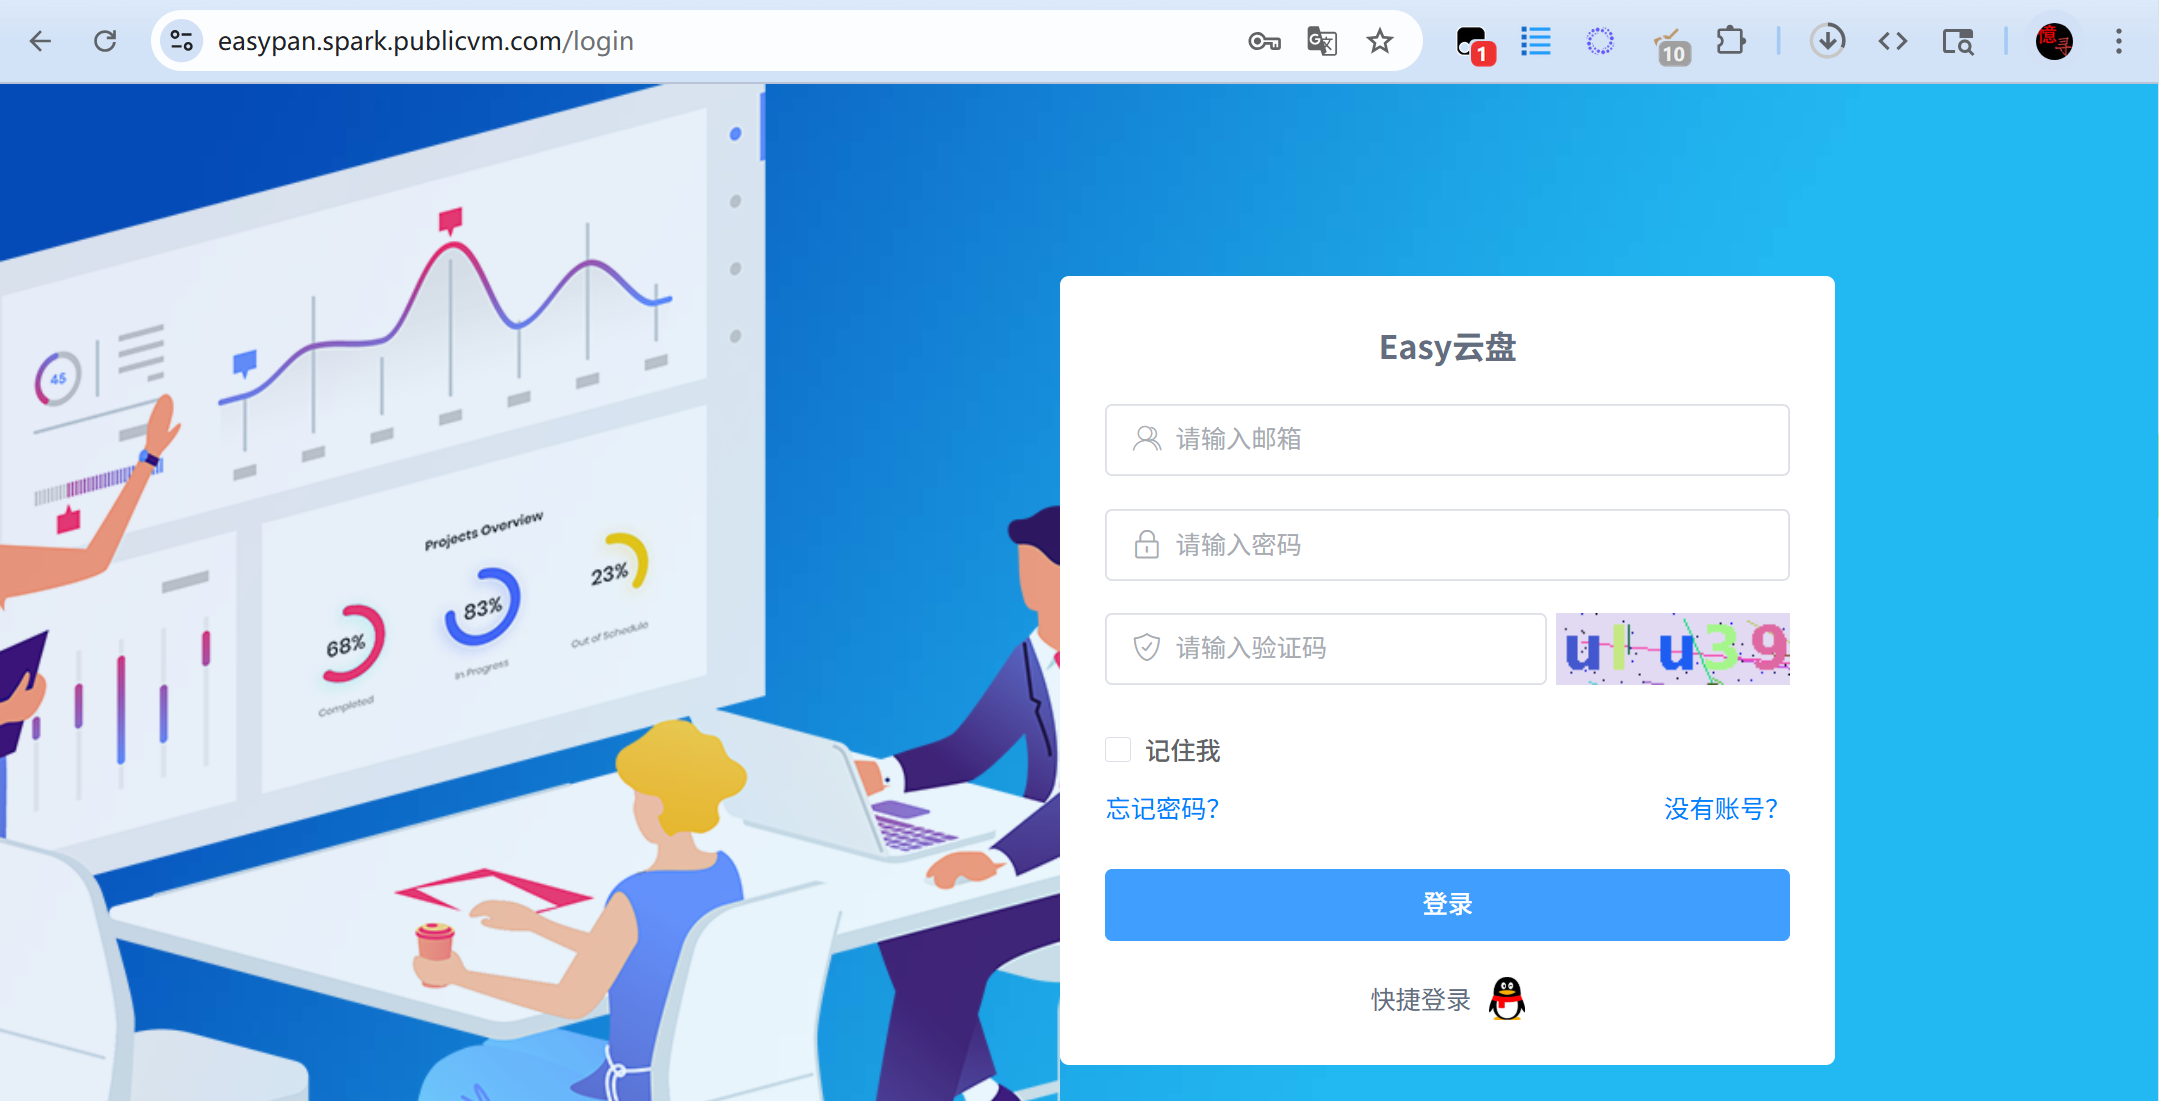 easypan.spark.publicvm.com/login
1
10
45
Projects Overview
68%
83%
23%
Completed
In Progress
Out of Schedule
Easy云盘
请输入邮箱
请输入密码
请输入验证码
记住我
忘记密码?
没有账号?
登录
快捷登录